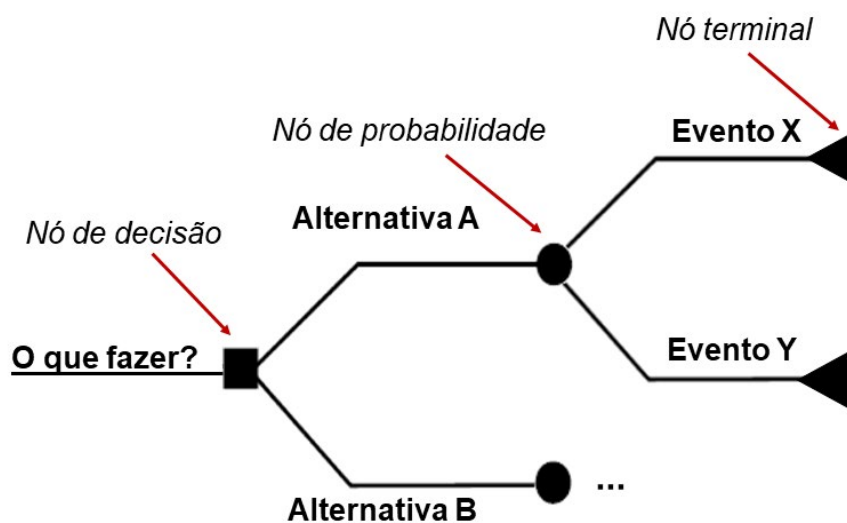 Nó terminal
Nó de probabilidade
Evento X
Nó de decisão
Alternativa A
O que fazer?
Evento Y
Alternativa B
...